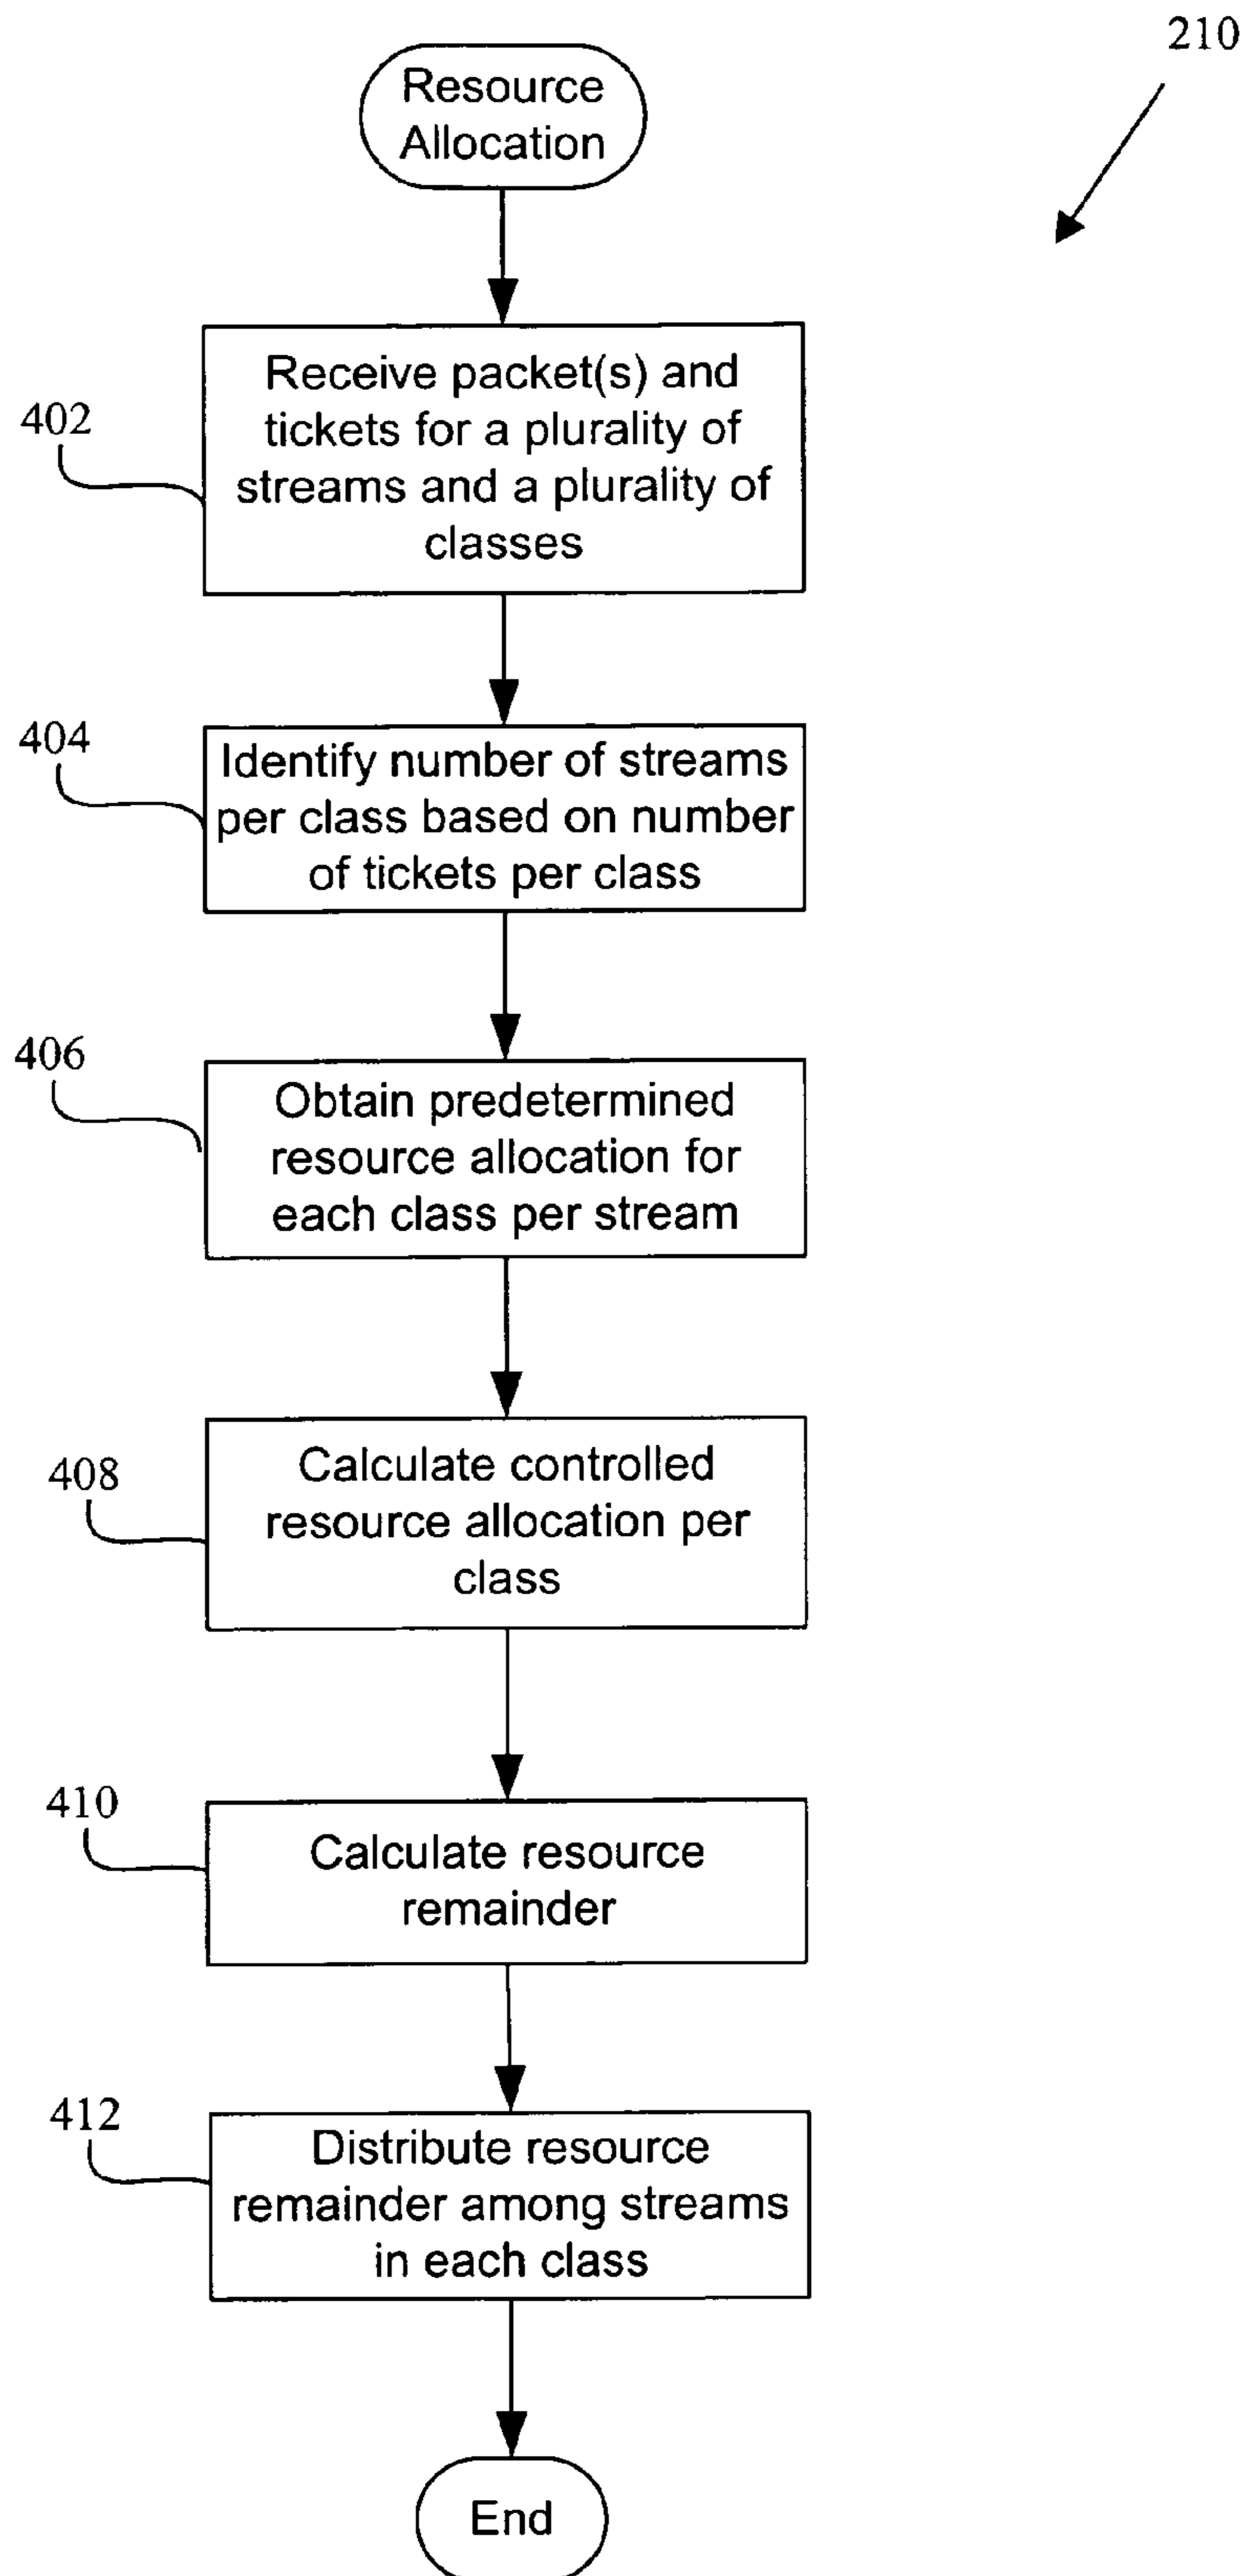 210
Resource
Allocation
402
Receive packet(s) and
tickets for a plurality of
streams and a plurality of
classes
404
Identify number of streams
per class based on number
of tickets per class
406
Obtain predetermined
resource allocation for
each class per stream
408
Calculate controlled
resource allocation per
class
410
Calculate resource
remainder
412
Distribute resource
remainder among streams
in each class
End